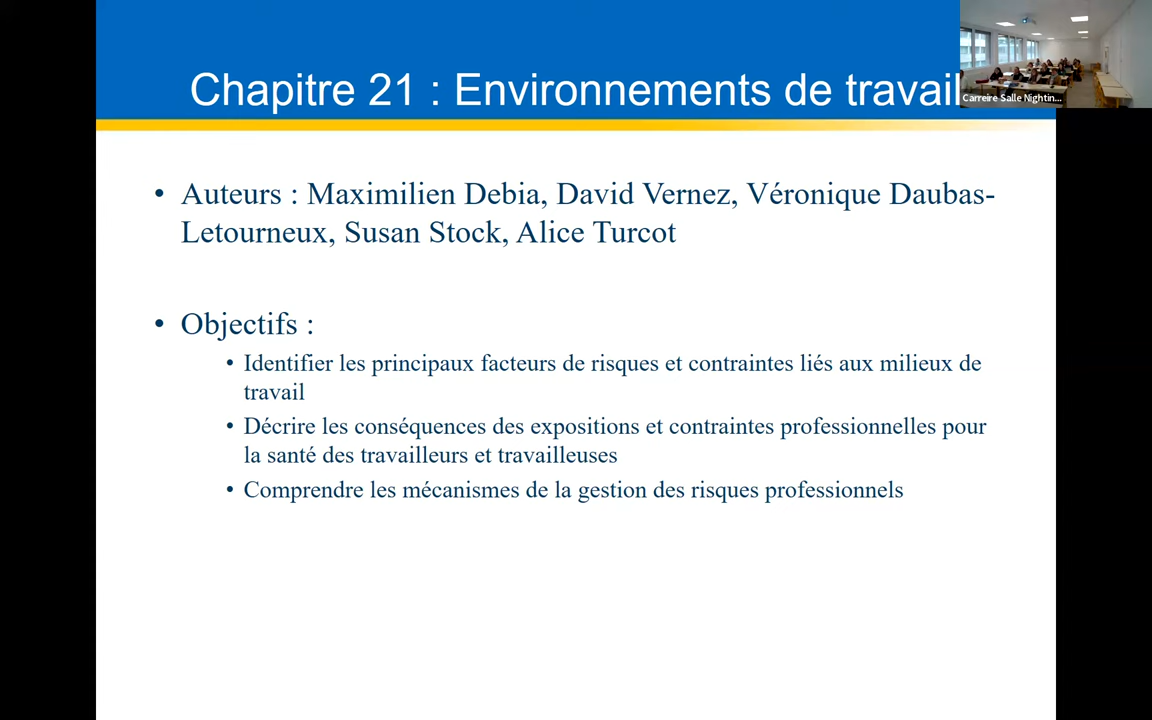 Chapitre 21 : Environnements de travail
Carreire Salle Nightin...
• Auteurs : Maximilien Debia, David Vernez, Véronique Daubas-
Letourneux, Susan Stock, Alice Turcot
• Objectifs :
• Identifier les principaux facteurs de risques et contraintes liés aux milieux de
travail
• Décrire les conséquences des expositions et contraintes professionnelles pour
la santé des travailleurs et travailleuses
• Comprendre les mécanismes de la gestion des risques professionnels